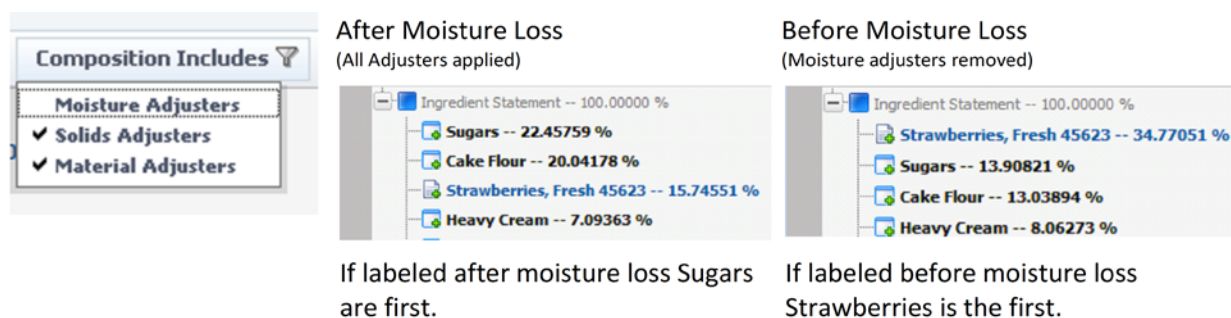 Composition Includes
Moisture Adjusters
✔ Solids Adjusters
✔ Material Adjusters
After Moisture Loss
(All Adjusters applied)
Ingredient Statement -- 100.00000 %
Sugars -- 22.45759 %
Cake Flour -- 20.04178 %
Strawberries, Fresh 45623 -- 15.74551 %
Heavy Cream -- 7.09363 %
If labeled after moisture loss Sugars
are first.
Before Moisture Loss
(Moisture adjusters removed)
Ingredient Statement -- 100.00000 %
Strawberries, Fresh 45623 -- 34.77051 %
Sugars -- 13.90821 %
Cake Flour -- 13.03894 %
Heavy Cream -- 8.06273 %
If labeled before moisture loss
Strawberries is the first.